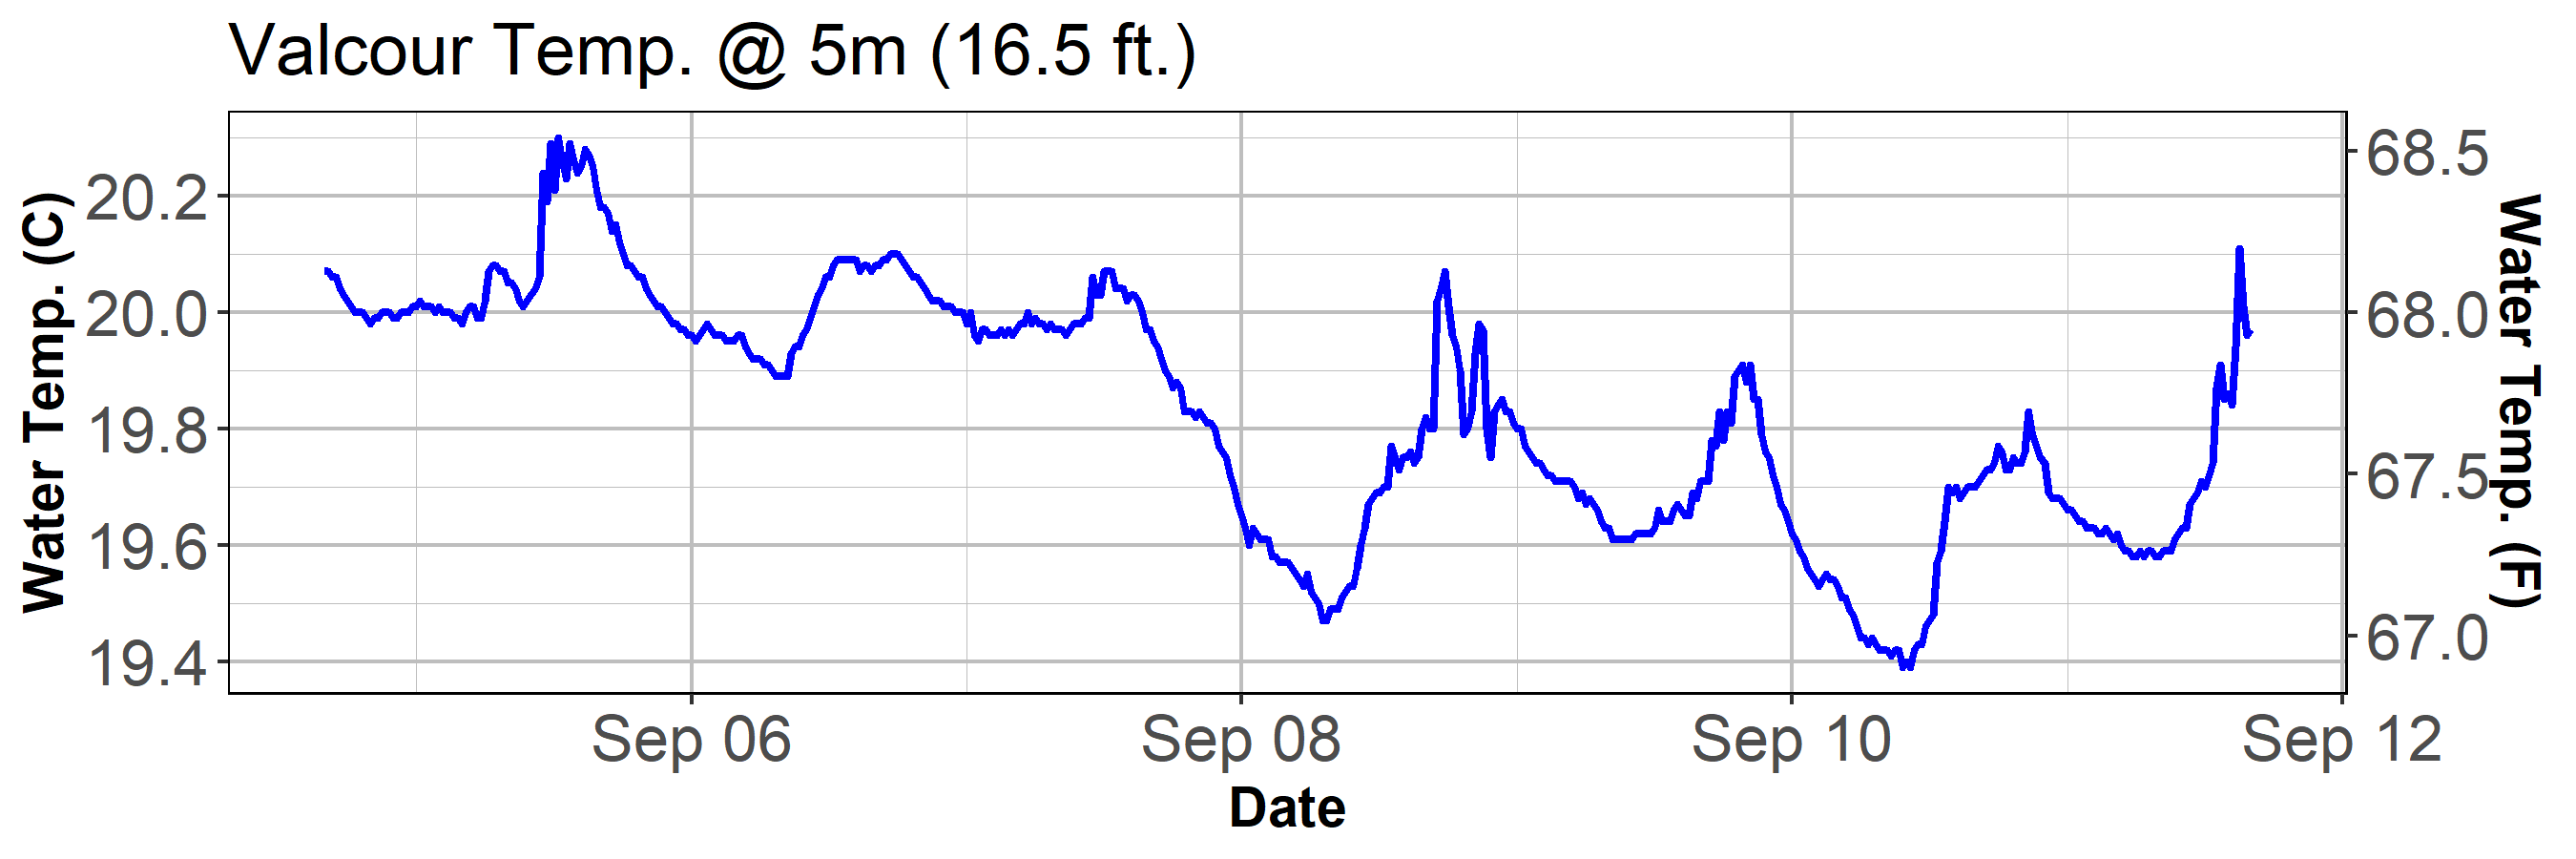 Valcour Temp. @ 5m (16.5 ft.)
Water Temp. (C)
20.2
20.0
19.8
19.6
19.4
68.5
68.0
67.5
67.0
Water Temp. (F)
Sep 06
Sep 08
Sep 10
Sep 12
Date